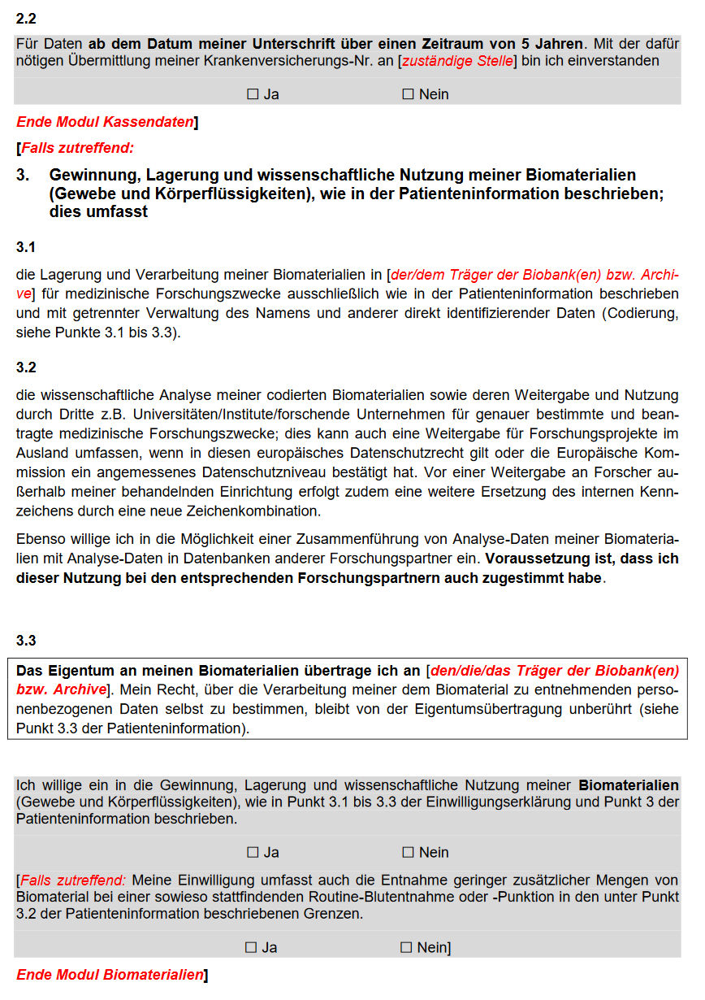 2.2
Für Daten ab dem Datum meiner Unterschrift über einen Zeitraum von 5 Jahren. Mit der dafür
nötigen Übermittlung meiner Krankenversicherungs-Nr. an [zuständige Stelle] bin ich einverstanden
☐ Ja ☐ Nein
Ende Modul Kassendaten]
[Falls zutreffend:
3. Gewinnung, Lagerung und wissenschaftliche Nutzung meiner Biomaterialien
(Gewebe und Körperflüssigkeiten), wie in der Patienteninformation beschrieben;
dies umfasst
3.1
die Lagerung und Verarbeitung meiner Biomaterialien in [der/dem Träger der Biobank(en) bzw. Archi-
ve] für medizinische Forschungszwecke ausschließlich wie in der Patienteninformation beschrieben
und mit getrennter Verwaltung des Namens und anderer direkt identifizierender Daten (Codierung,
siehe Punkte 3.1 bis 3.3).
3.2
die wissenschaftliche Analyse meiner codierten Biomaterialien sowie deren Weitergabe und Nutzung
durch Dritte z.B. Universitäten/Institute/forschende Unternehmen für genauer bestimmte und bean-
tragte medizinische Forschungszwecke; dies kann auch eine Weitergabe für Forschungsprojekte im
Ausland umfassen, wenn in diesen europäisches Datenschutzrecht gilt oder die Europäische Kom-
mission ein angemessenes Datenschutzniveau bestätigt hat. Vor einer Weitergabe an Forscher au-
ßerhalb meiner behandelnden Einrichtung erfolgt zudem eine weitere Ersetzung des internen Kenn-
zeichens durch eine neue Zeichenkombination.
Ebenso willige ich in die Möglichkeit einer Zusammenführung von Analyse-Daten meiner Biomateria-
lien mit Analyse-Daten in Datenbanken anderer Forschungspartner ein. Voraussetzung ist, dass ich
dieser Nutzung bei den entsprechenden Forschungspartnern auch zugestimmt habe.
3.3
Das Eigentum an meinen Biomaterialien übertrage ich an [den/die/das Träger der Biobank(en)
bzw. Archive]. Mein Recht, über die Verarbeitung meiner dem Biomaterial zu entnehmenden perso-
nenbezogenen Daten selbst zu bestimmen, bleibt von der Eigentumsübertragung unberührt (siehe
Punkt 3.3 der Patienteninformation).
Ich willige ein in die Gewinnung, Lagerung und wissenschaftliche Nutzung meiner Biomaterialien
(Gewebe und Körperflüssigkeiten), wie in Punkt 3.1 bis 3.3 der Einwilligungserklärung und Punkt 3 der
Patienteninformation beschrieben.
☐ Ja ☐ Nein
[Falls zutreffend: Meine Einwilligung umfasst auch die Entnahme geringer zusätzlicher Mengen von
Biomaterial bei einer sowieso stattfindenden Routine-Blutentnahme oder -Punktion in den unter Punkt
3.2 der Patienteninformation beschriebenen Grenzen.
☐ Ja ☐ Nein]
Ende Modul Biomaterialien]